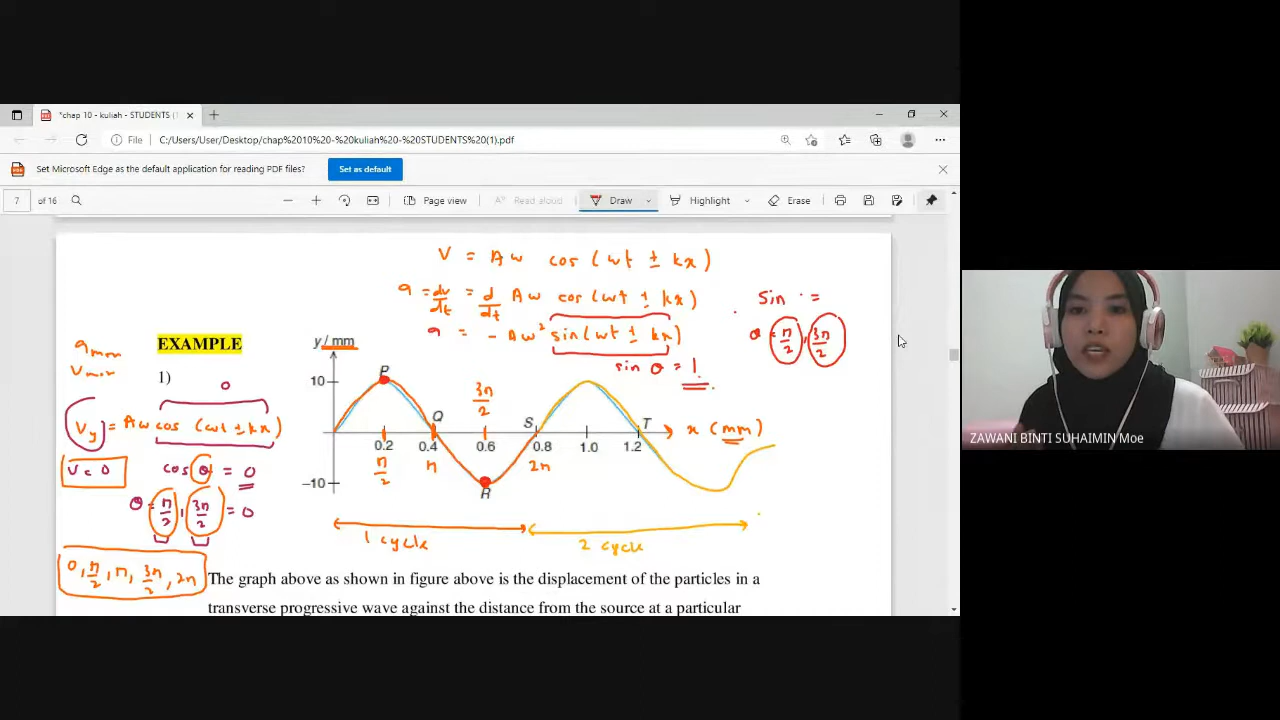 *chap 10 - kuliah - STUDENTS (1
File C:/Users/User/Desktop/chap%2010%20-%20kuliah%20-%20STUDENTS%20(1).pdf
Set Microsoft Edge as the default application for reading PDF files? Set as default
7 of 16 Page view Read aloud Draw Highlight Erase
V = Aω cos (ωt ± kx)
a = dv/dt = d/dt Aω cos(ωt ± kx)
a = - Aω² sin(ωt ± kx)
sin θ = 1
sin =
θ = π/2, 3π/2
EXAMPLE
1)
Vy = Aω cos (ωt ± kx)
0
V = 0
cos θ = 0
θ = π/2, 3π/2 = 0
0, π/2, π, 3π/2, 2π
y/mm
10
-10
P
Q
R
S
T
0.2 0.4 0.6 0.8 1.0 1.2
x (mm)
π/2 π 3π/2 2π
1 cycle
2 cycle
The graph above as shown in figure above is the displacement of the particles in a
transverse progressive wave against the distance from the source at a particular
ZAWANI BINTI SUHAIMIN Moe